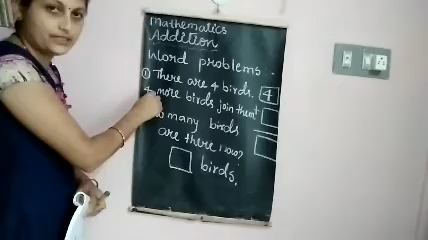 Mathematics
Addition
Word problems.
① There are 4 birds. 4
more birds join them
many birds
are there now?
birds.